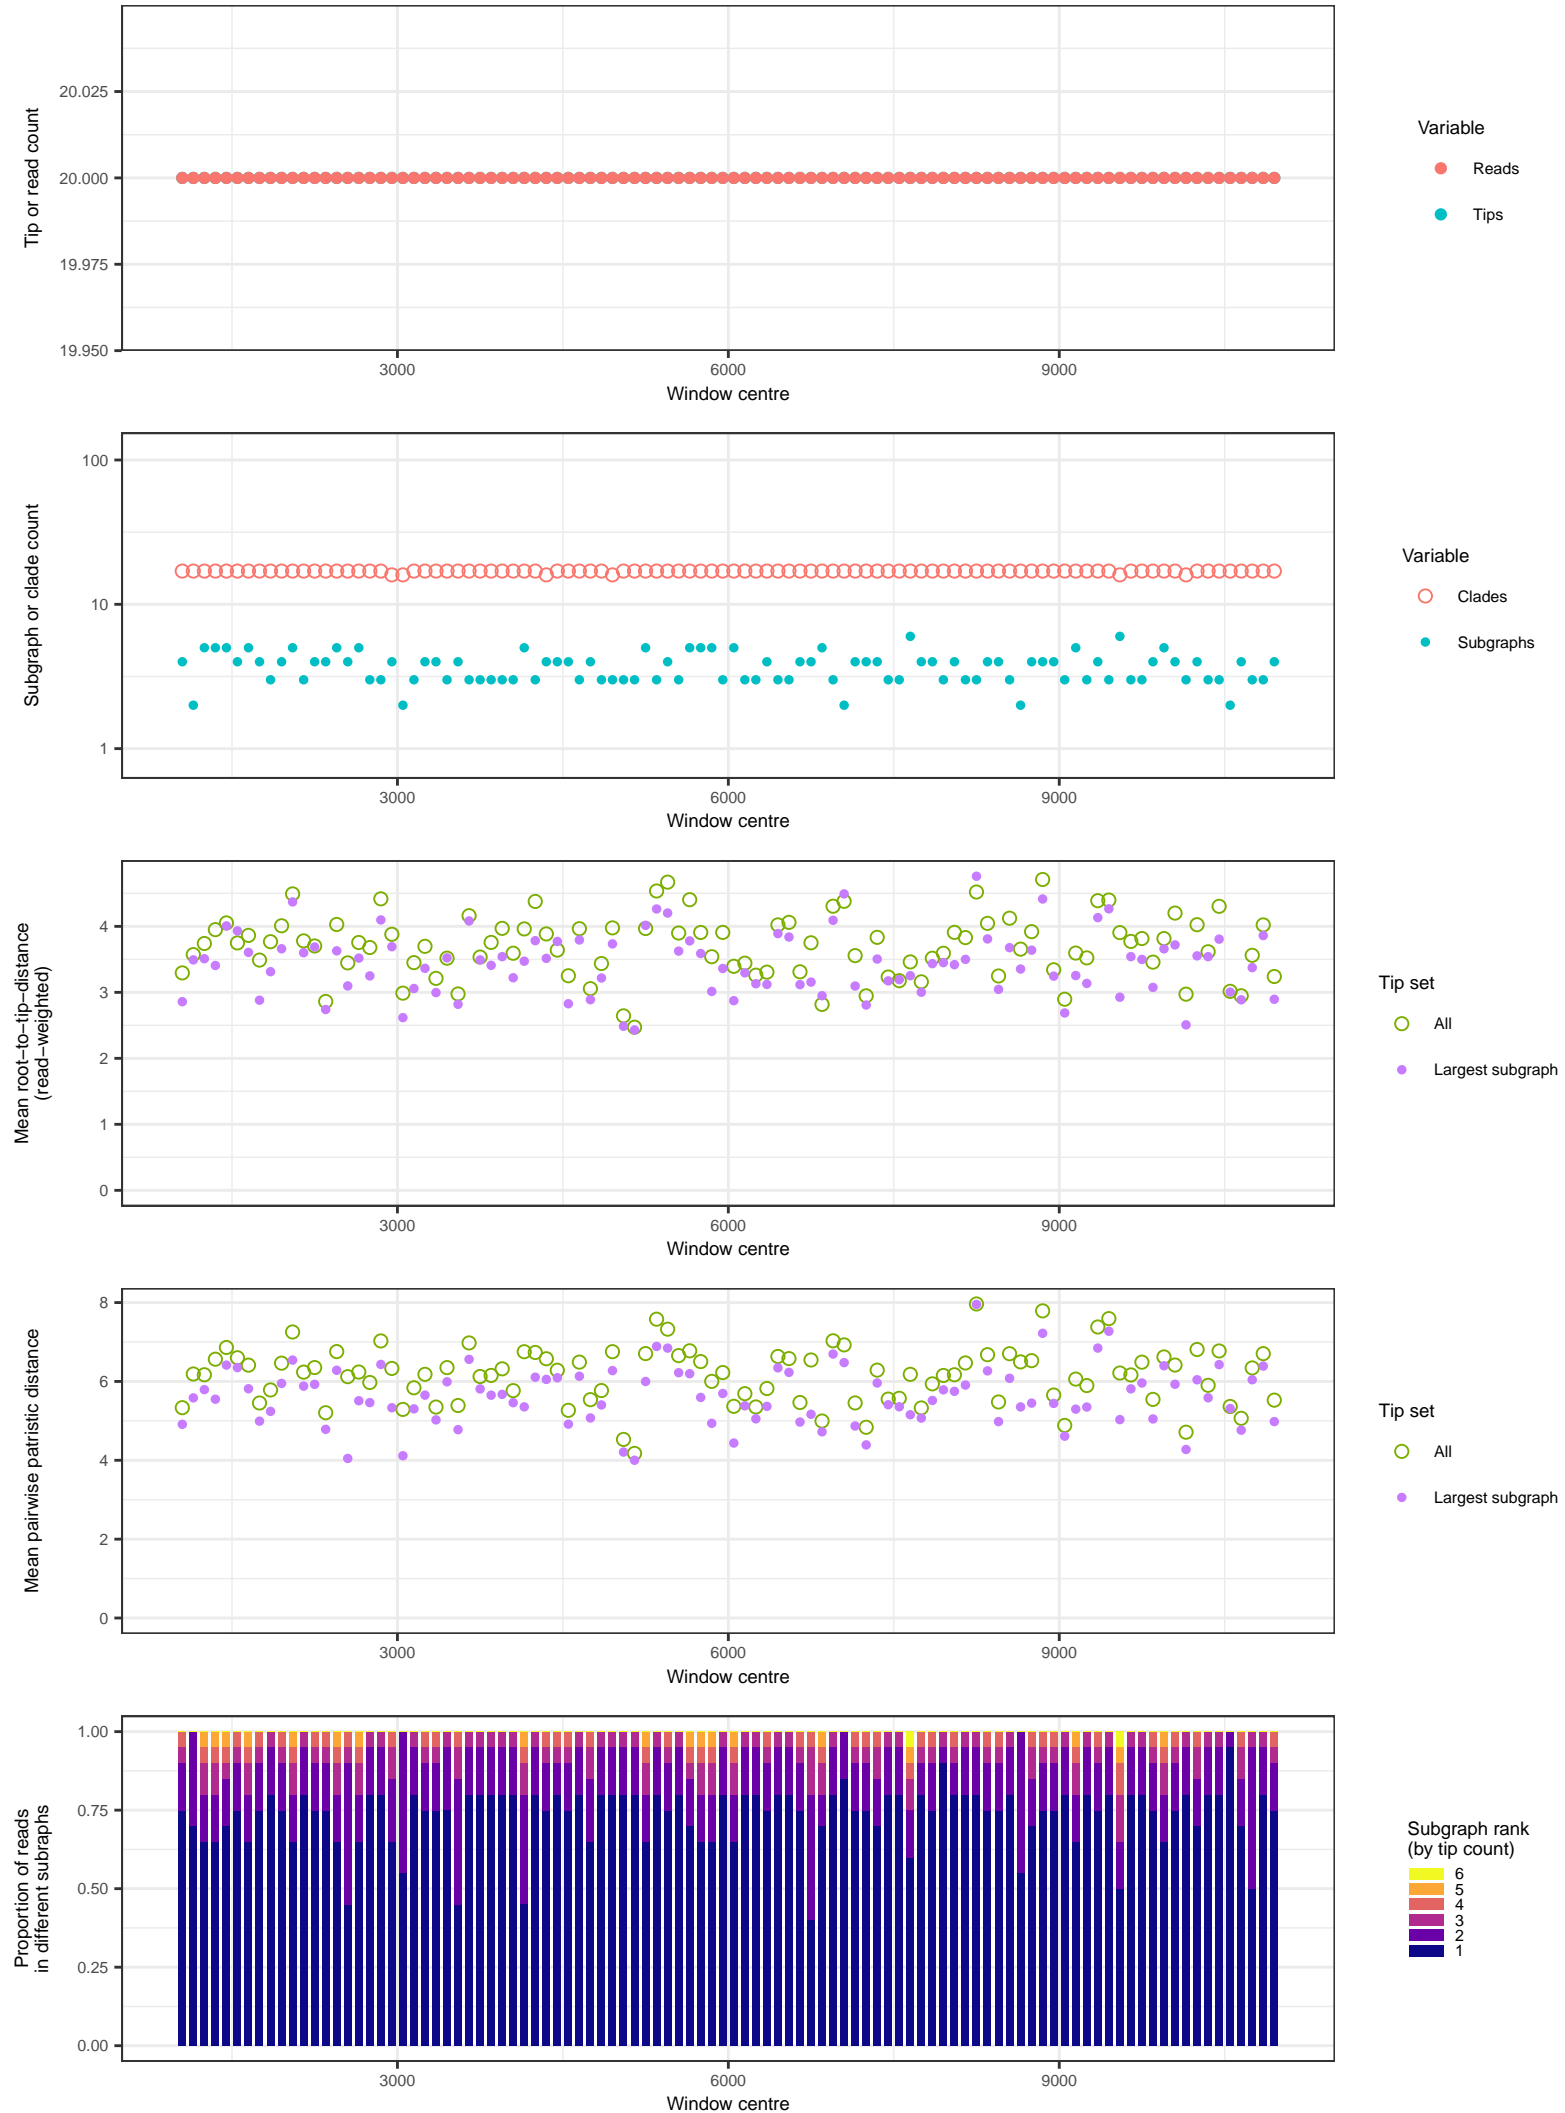 Tip or read count
20.025
20.000
19.975
19.950
3000 6000 9000
Window centre
Variable
Reads
Tips
Subgraph or clade count
100
10
1
3000 6000 9000
Window centre
Variable
Clades
Subgraphs
Mean root−to−tip−distance
(read−weighted)
4
3
2
1
0
3000 6000 9000
Window centre
Tip set
All
Largest subgraph
Mean pairwise patristic distance
8
6
4
2
0
3000 6000 9000
Window centre
Tip set
All
Largest subgraph
Proportion of reads
in different subraphs
1.00
0.75
0.50
0.25
0.00
3000 6000 9000
Window centre
Subgraph rank
(by tip count)
6
5
4
3
2
1